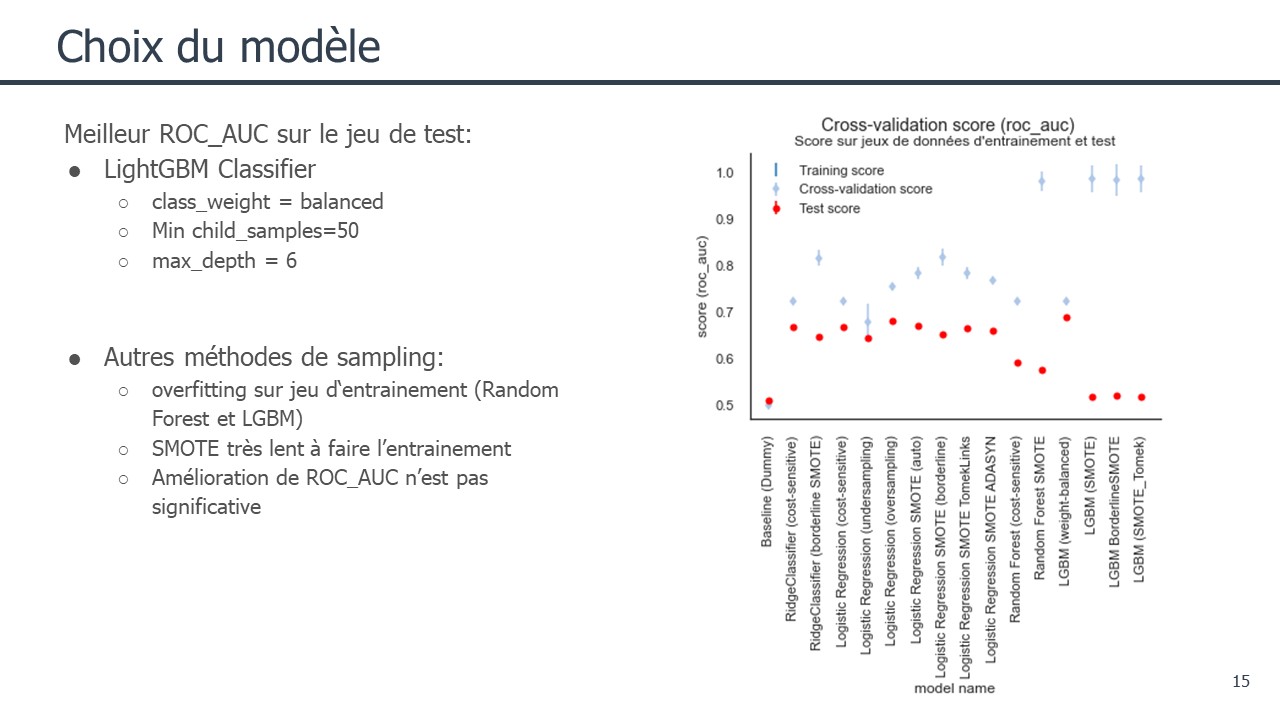 Choix du modèle
Meilleur ROC_AUC sur le jeu de test:
● LightGBM Classifier
○ class_weight = balanced
○ Min child_samples=50
○ max_depth = 6
● Autres méthodes de sampling:
○ overfitting sur jeu d‘entrainement (Random
Forest et LGBM)
○ SMOTE très lent à faire l’entrainement
○ Amélioration de ROC_AUC n’est pas
significative
Cross-validation score (roc_auc)
Score sur jeux de données d'entrainement et test
Training score
Cross-validation score
Test score
score (roc_auc)
1.0
0.9
0.8
0.7
0.6
0.5
Baseline (Dummy)
RidgeClassifier (cost-sensitive)
RidgeClassifier (borderline SMOTE)
Logistic Regression (cost-sensitive)
Logistic Regression (undersampling)
Logistic Regression (oversampling)
Logistic Regression SMOTE (auto)
Logistic Regression SMOTE (borderline)
Logistic Regression SMOTE TomekLinks
Logistic Regression SMOTE ADASYN
Random Forest (cost-sensitive)
Random Forest SMOTE
LGBM (weight-balanced)
LGBM (SMOTE)
LGBM BorderlineSMOTE
LGBM (SMOTE_Tomek)
model name
15